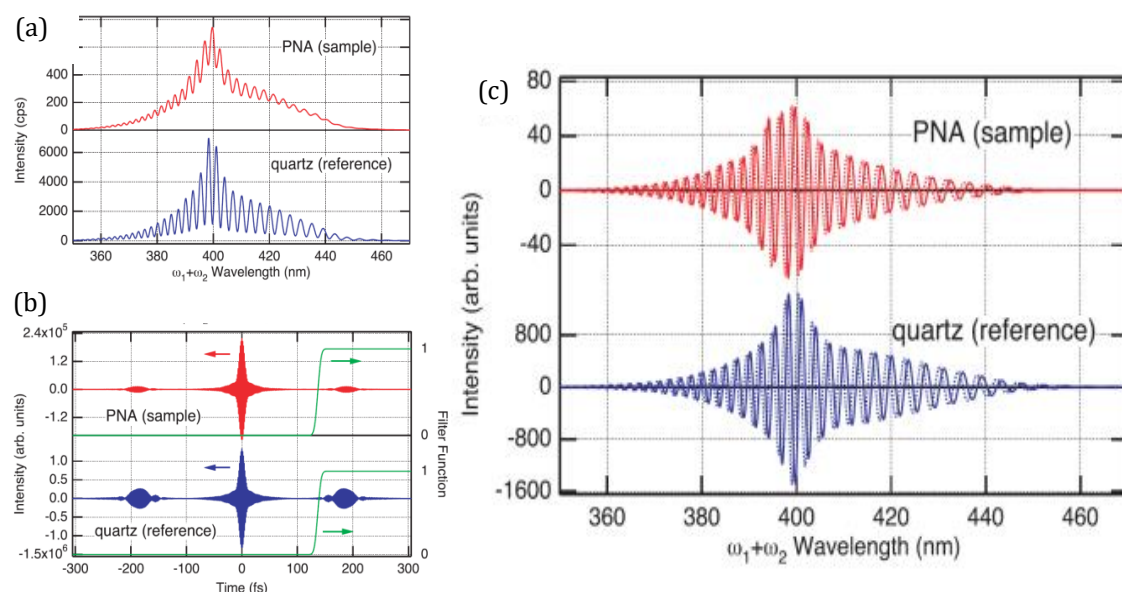 (a)
PNA (sample)
400
200
0
Intensity (cps)
6000
4000
2000
0
quartz (reference)
360 380 400 420 440 460
ω1+ω2 Wavelength (nm)
(b)
2.4x10^5
1.2
0.0
-1.2
PNA (sample)
1
0
Intensity (arb. units)
Filter Function
1.0
0.5
0.0
-0.5
-1.0
-1.5x10^6
quartz (reference)
1
0
-300 -200 -100 0 100 200 300
Time (fs)
(c)
80
40
0
-40
PNA (sample)
Intensity (arb. units)
800
0
-800
-1600
quartz (reference)
360 380 400 420 440 460
ω1+ω2 Wavelength (nm)